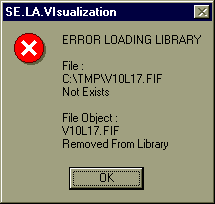 SE.LA.VIsualization
ERROR LOADING LIBRARY
File :
C:\TMP\V10L17.FIF
Not Exists
File Object :
V10L17.FIF
Removed From Library
OK